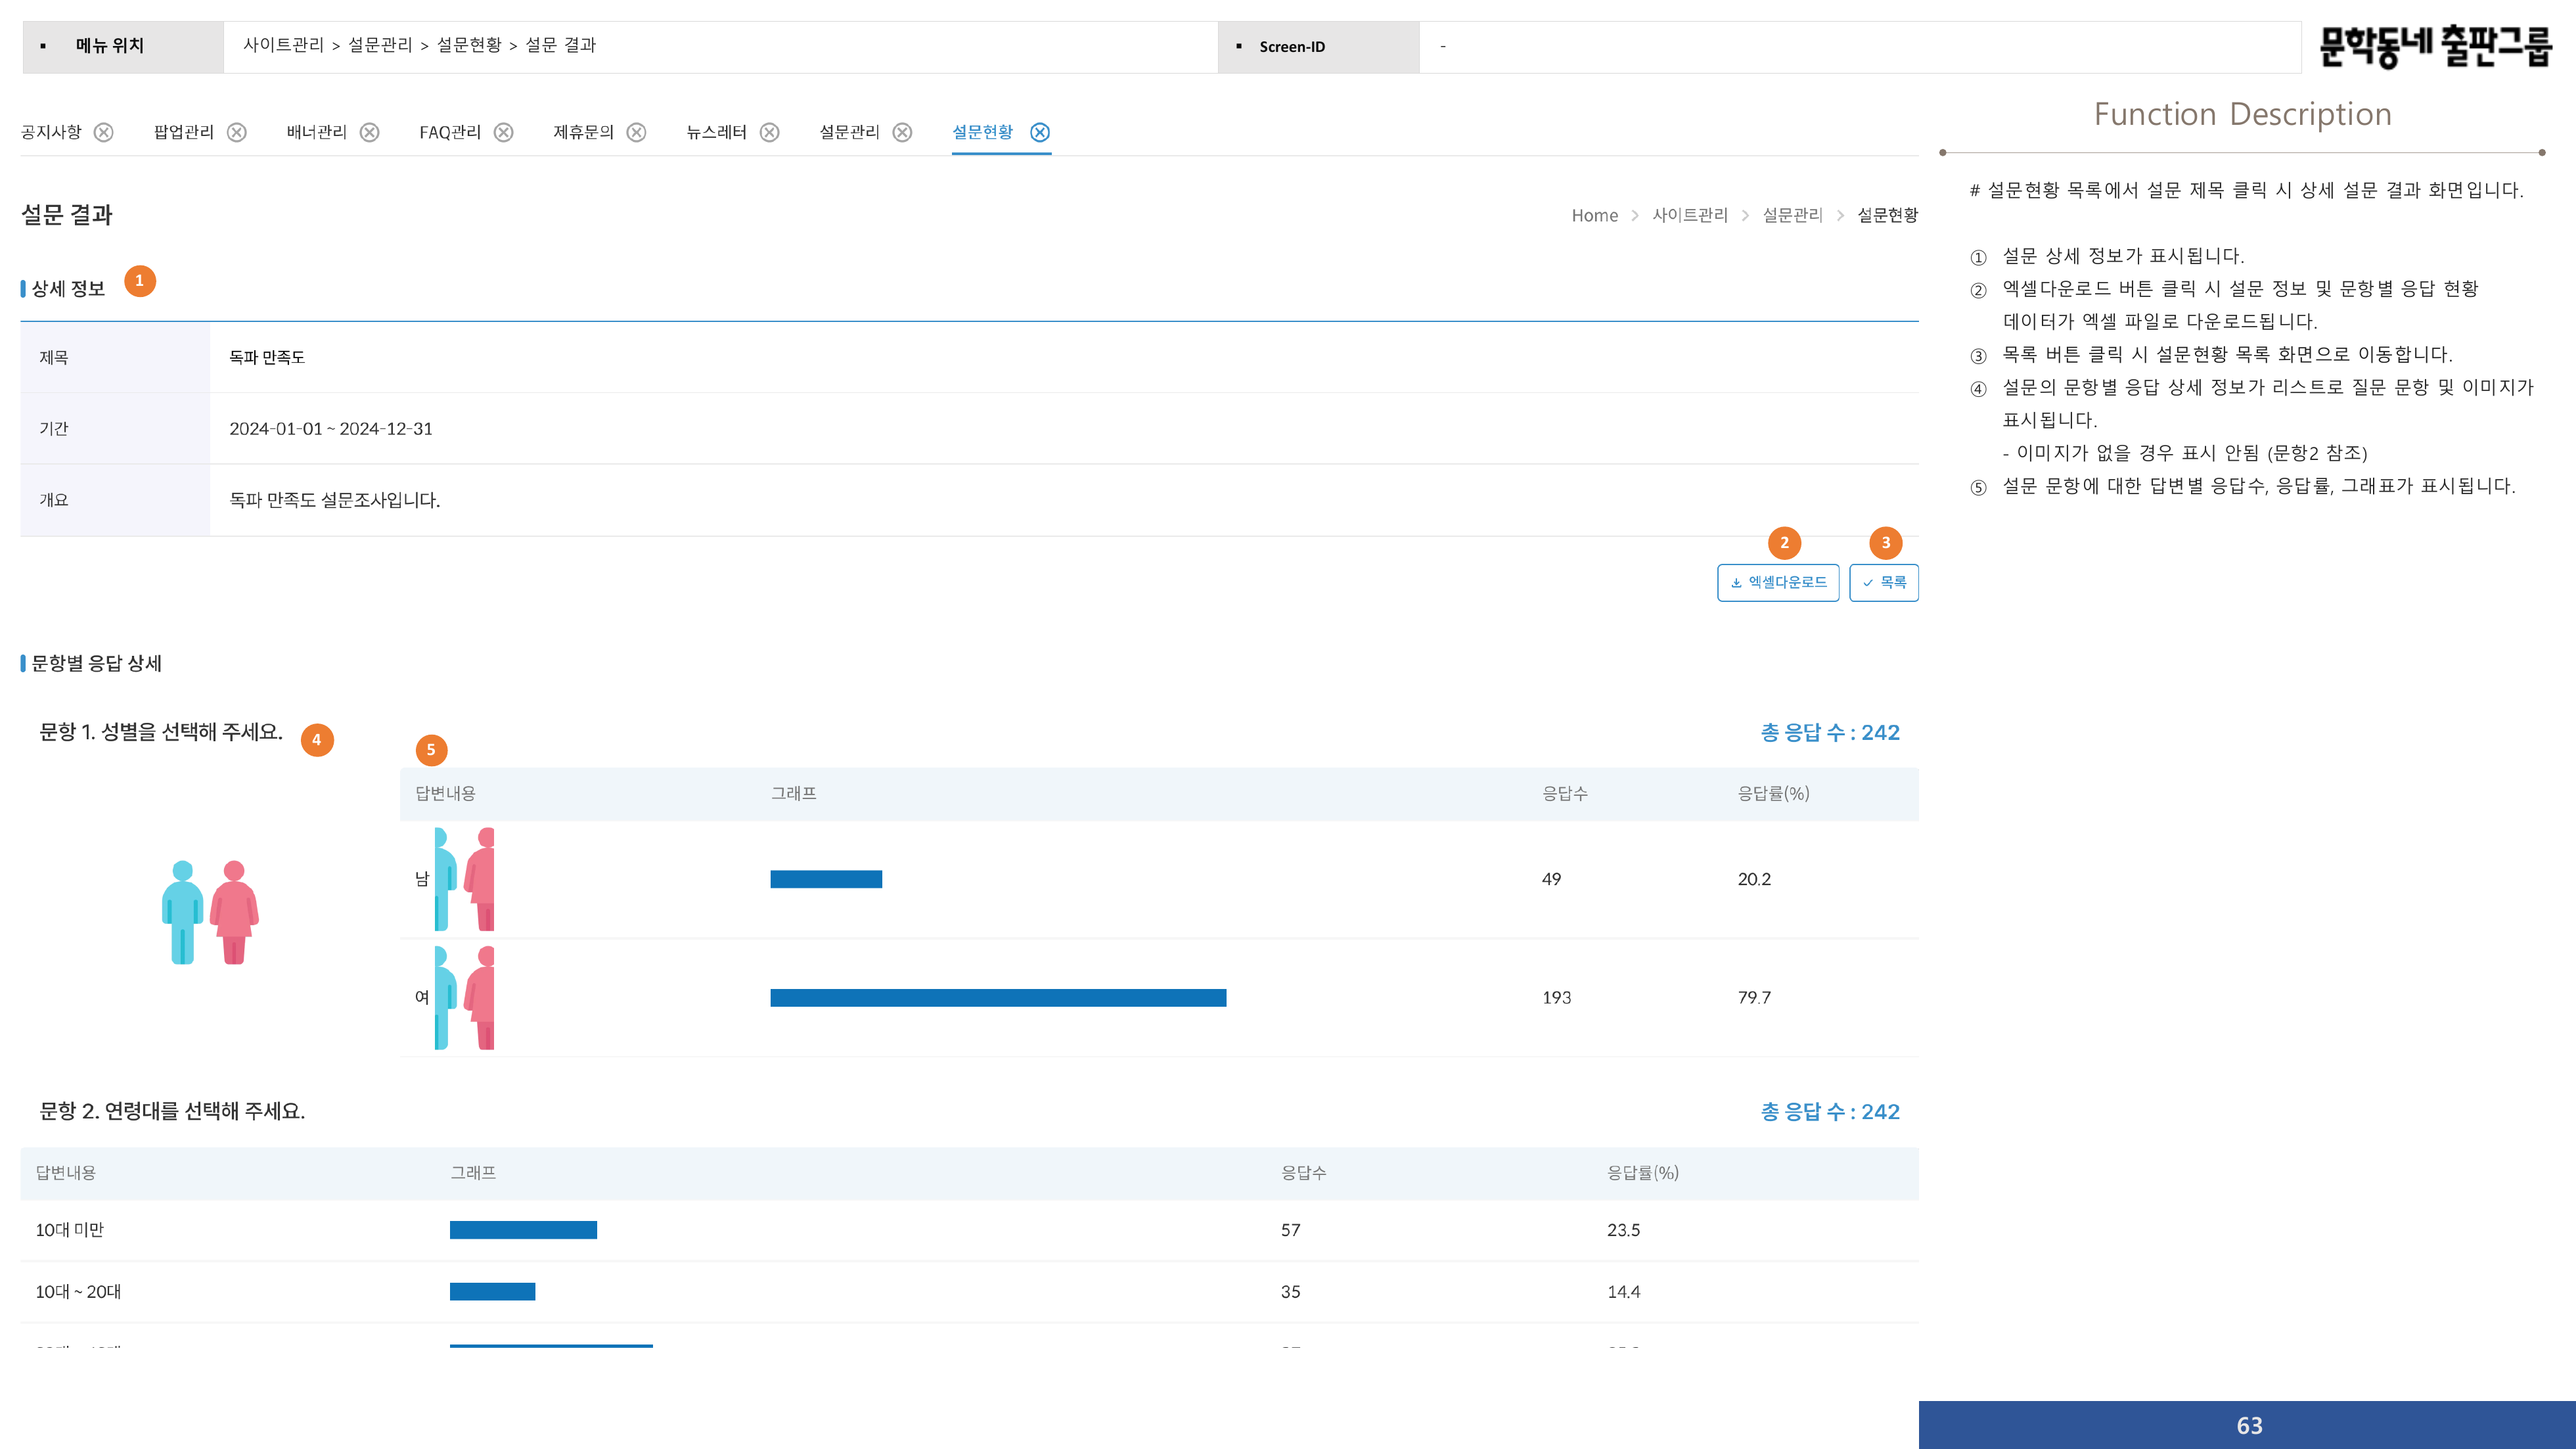 ▪ 메뉴 위치
사이트관리 > 설문관리 > 설문현황 > 설문 결과
▪ Screen-ID
-
문학동네 출판그룹
공지사항 팝업관리 배너관리 FAQ관리 제휴문의 뉴스레터 설문관리 설문현황
설문 결과
Home > 사이트관리 > 설문관리 > 설문현황
상세 정보 1
제목 독파 만족도
기간 2024-01-01 ~ 2024-12-31
개요 독파 만족도 설문조사입니다.
2 3
엑셀다운로드 목록
문항별 응답 상세
문항 1. 성별을 선택해 주세요. 4
총 응답 수 : 242
5
답변내용 그래프 응답수 응답률(%)
남 49 20.2
여 193 79.7
문항 2. 연령대를 선택해 주세요.
총 응답 수 : 242
답변내용 그래프 응답수 응답률(%)
10대 미만 57 23.5
10대 ~ 20대 35 14.4
Function Description
# 설문현황 목록에서 설문 제목 클릭 시 상세 설문 결과 화면입니다.
① 설문 상세 정보가 표시됩니다.
② 엑셀다운로드 버튼 클릭 시 설문 정보 및 문항별 응답 현황
데이터가 엑셀 파일로 다운로드됩니다.
③ 목록 버튼 클릭 시 설문현황 목록 화면으로 이동합니다.
④ 설문의 문항별 응답 상세 정보가 리스트로 질문 문항 및 이미지가
표시됩니다.
- 이미지가 없을 경우 표시 안됨 (문항2 참조)
⑤ 설문 문항에 대한 답변별 응답수, 응답률, 그래표가 표시됩니다.
63